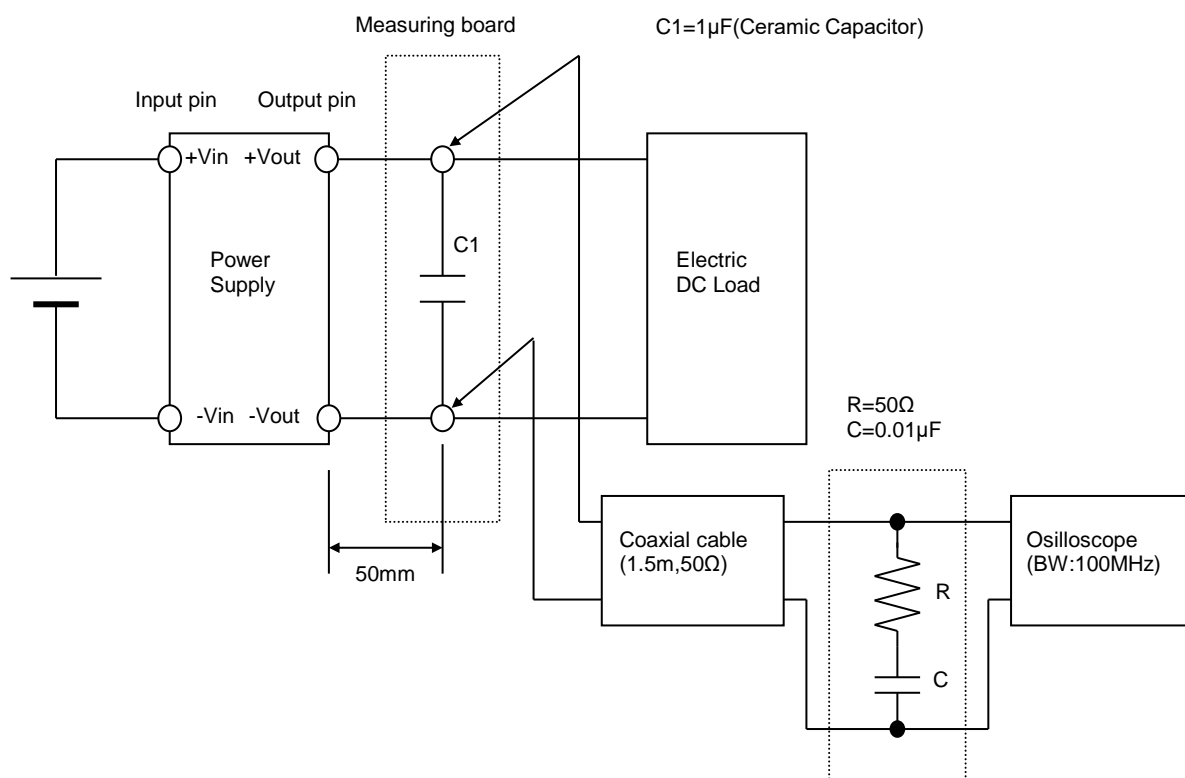 Measuring board
C1=1µF(Ceramic Capacitor)
Input pin
Output pin
+Vin
+Vout
C1
Power
Supply
Electric
DC Load
-Vin
-Vout
R=50Ω
C=0.01µF
50mm
Coaxial cable
(1.5m,50Ω)
R
C
Osilloscope
(BW:100MHz)